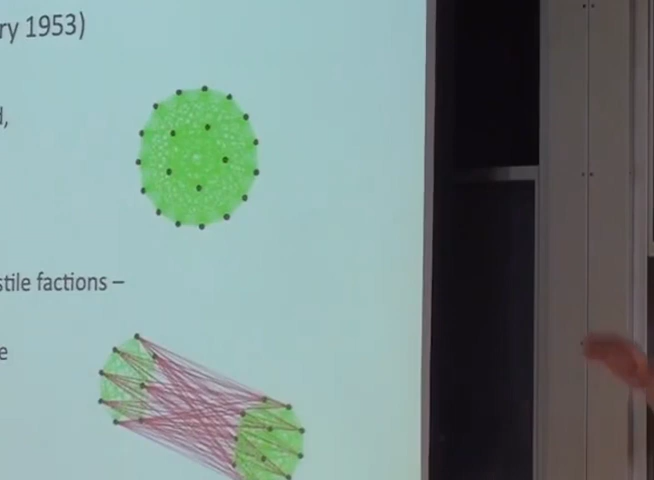 ry 1953)
d,
stile factions –
e